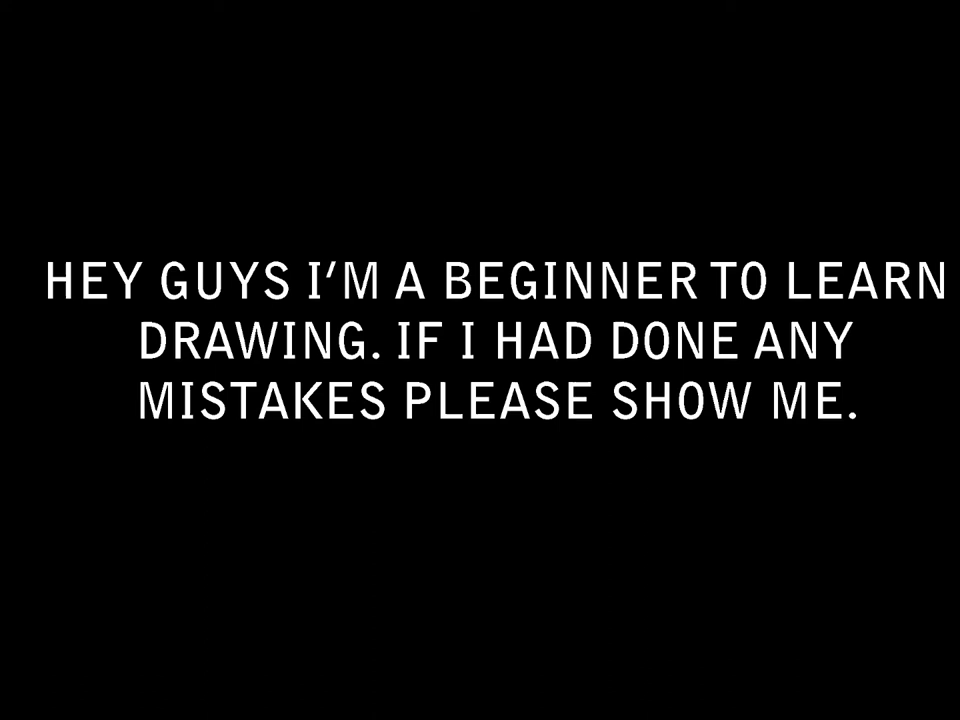 HEY GUYS I'M A BEGINNER TO LEARN
DRAWING. IF I HAD DONE ANY
MISTAKES PLEASE SHOW ME.